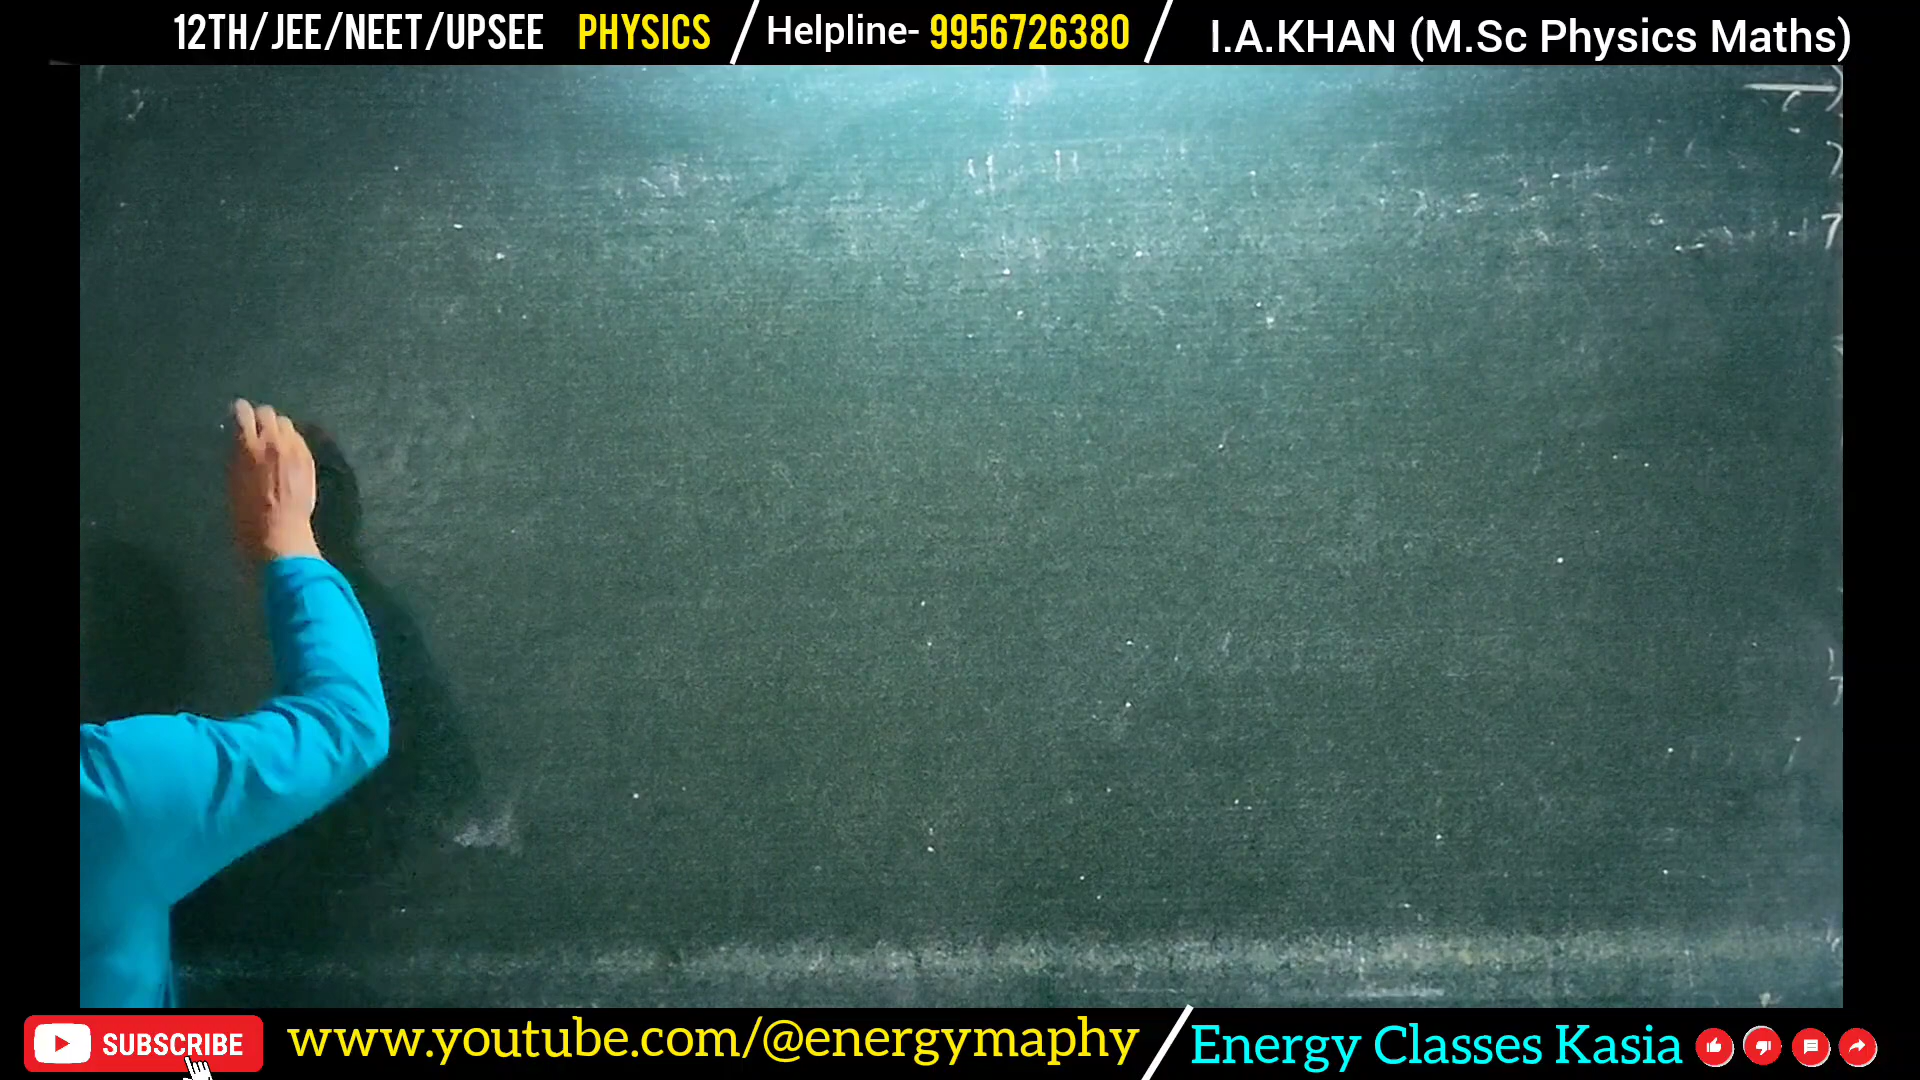 12TH/JEE/NEET/UPSEE PHYSICS / Helpline- 9956726380 / I.A.KHAN (M.Sc Physics Maths)
SUBSCRIBE www.youtube.com/@energymaphy / Energy Classes Kasia